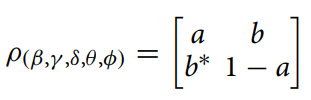 ρ(β,γ,δ,θ,ϕ) = [ a b
b* 1 − a ]